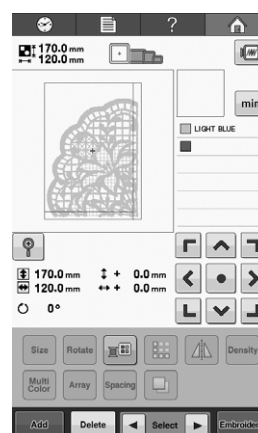 ?
170.0 mm
120.0 mm
min
LIGHT BLUE
170.0 mm + 0.0 mm
120.0 mm + 0.0 mm
0°
Size Rotate Density
Multi Color Array Spacing
Add Delete Select Embroider